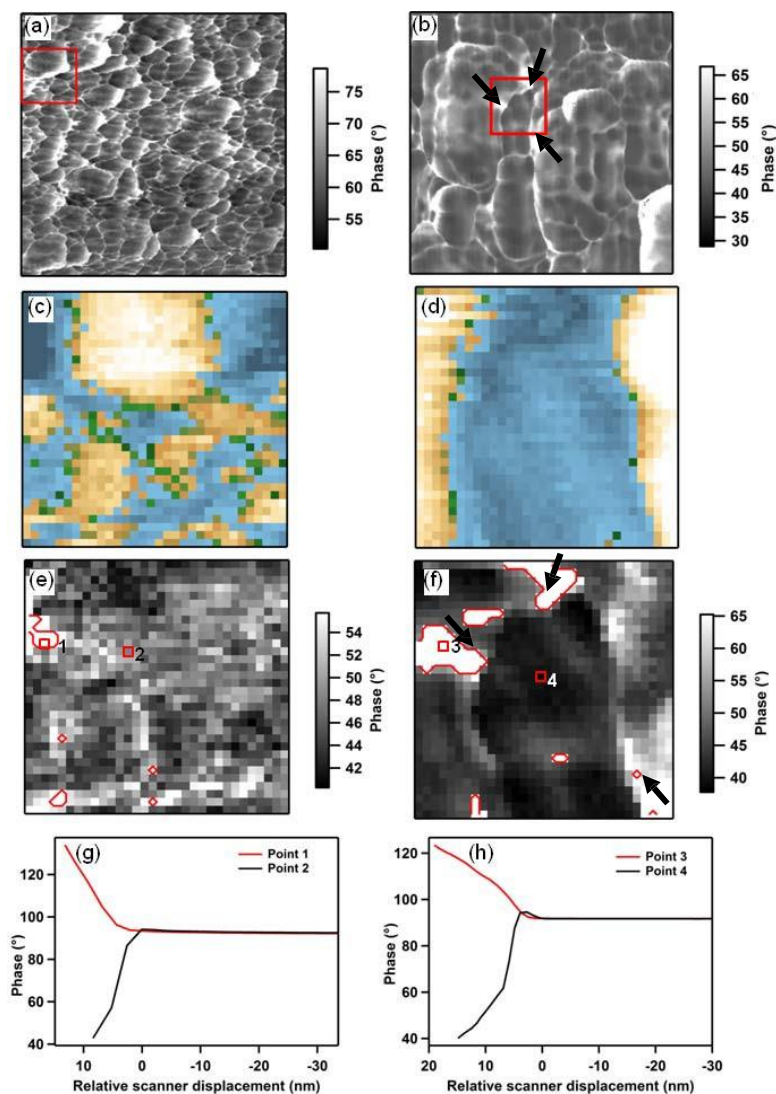 (a)
75
70
65
60
55
Phase (°)
(b)
65
60
55
50
45
40
35
30
Phase (°)
(c)
(d)
(e)
1
2
54
52
50
48
46
44
42
Phase (°)
(f)
3
4
65
60
55
50
45
40
Phase (°)
(g)
Point 1
Point 2
120
100
80
60
40
Phase (°)
10 0 -10 -20 -30
Relative scanner displacement (nm)
(h)
Point 3
Point 4
120
100
80
60
40
Phase (°)
20 10 0 -10 -20 -30
Relative scanner displacement (nm)